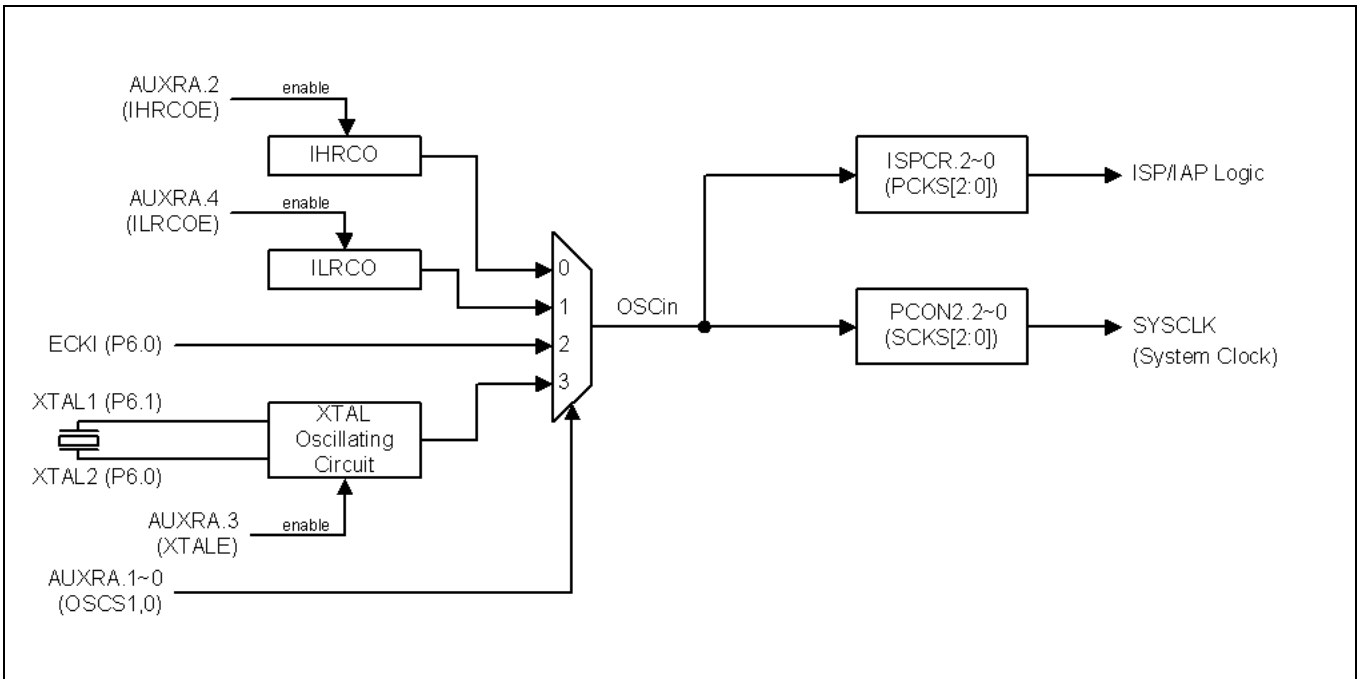 AUXRA.2
(IHRCOE)
enable
IHRCO
AUXRA.4
(ILRCOE)
enable
ILRCO
ECKI (P6.0)
XTAL1 (P6.1)
XTAL2 (P6.0)
XTAL
Oscillating
Circuit
AUXRA.3
(XTALE)
enable
AUXRA.1~0
(OSCS1,0)
0
1
2
3
OSCin
ISPCR.2~0
(PCKS[2:0])
ISP/IAP Logic
PCON2.2~0
(SCKS[2:0])
SYSCLK
(System Clock)